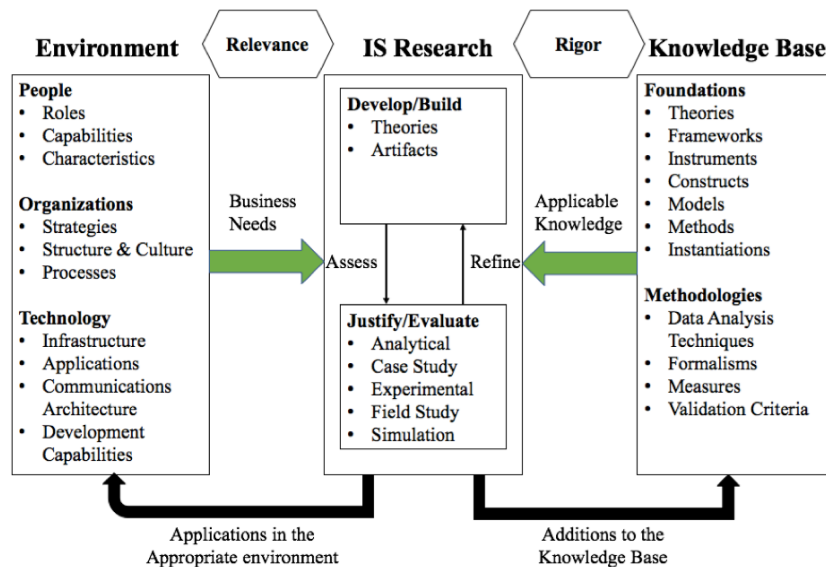 Environment
Relevance
IS Research
Rigor
Knowledge Base
People
• Roles
• Capabilities
• Characteristics
Organizations
• Strategies
• Structure & Culture
• Processes
Technology
• Infrastructure
• Applications
• Communications
Architecture
• Development
Capabilities
Business
Needs
Develop/Build
• Theories
• Artifacts
Assess
Refine
Justify/Evaluate
• Analytical
• Case Study
• Experimental
• Field Study
• Simulation
Applicable
Knowledge
Foundations
• Theories
• Frameworks
• Instruments
• Constructs
• Models
• Methods
• Instantiations
Methodologies
• Data Analysis
Techniques
• Formalisms
• Measures
• Validation Criteria
Applications in the
Appropriate environment
Additions to the
Knowledge Base